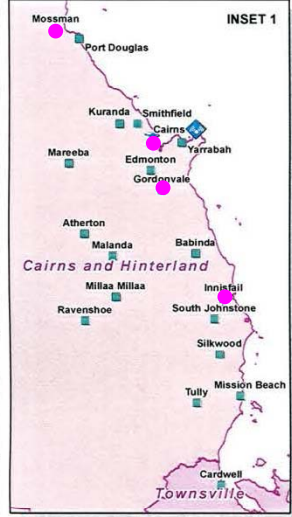 INSET 1
Mossman
Port Douglas
Kuranda Smithfield
Cairns
Yarrabah
Mareeba
Edmonton
Gordonvale
Atherton
Malanda
Babinda
Cairns and Hinterland
Millaa Millaa
Innisfail
Ravenshoe
South Johnstone
Silkwood
Tully
Mission Beach
Cardwell
Townsville